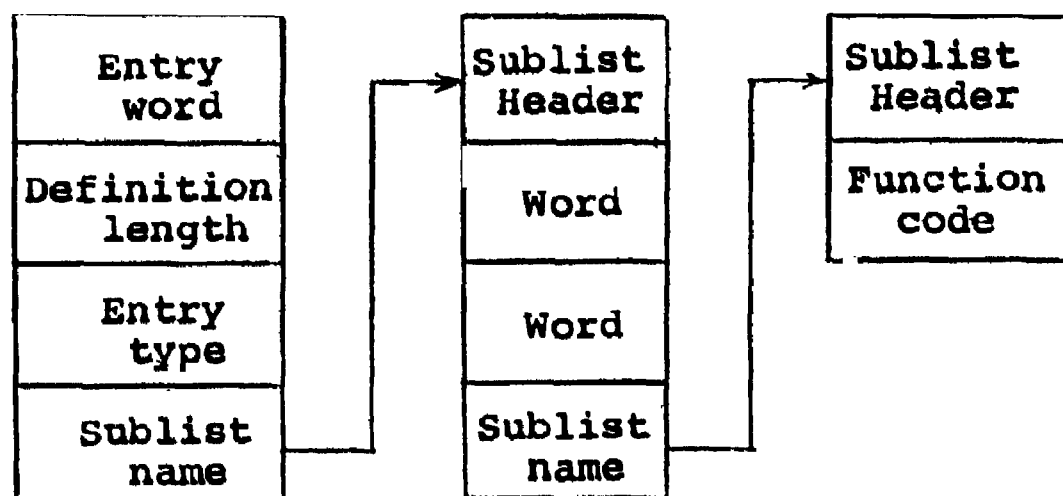 Entry
word
Definition
length
Entry
type
Sublist
name
Sublist
Header
Word
Word
Sublist
name
Sublist
Header
Function
code